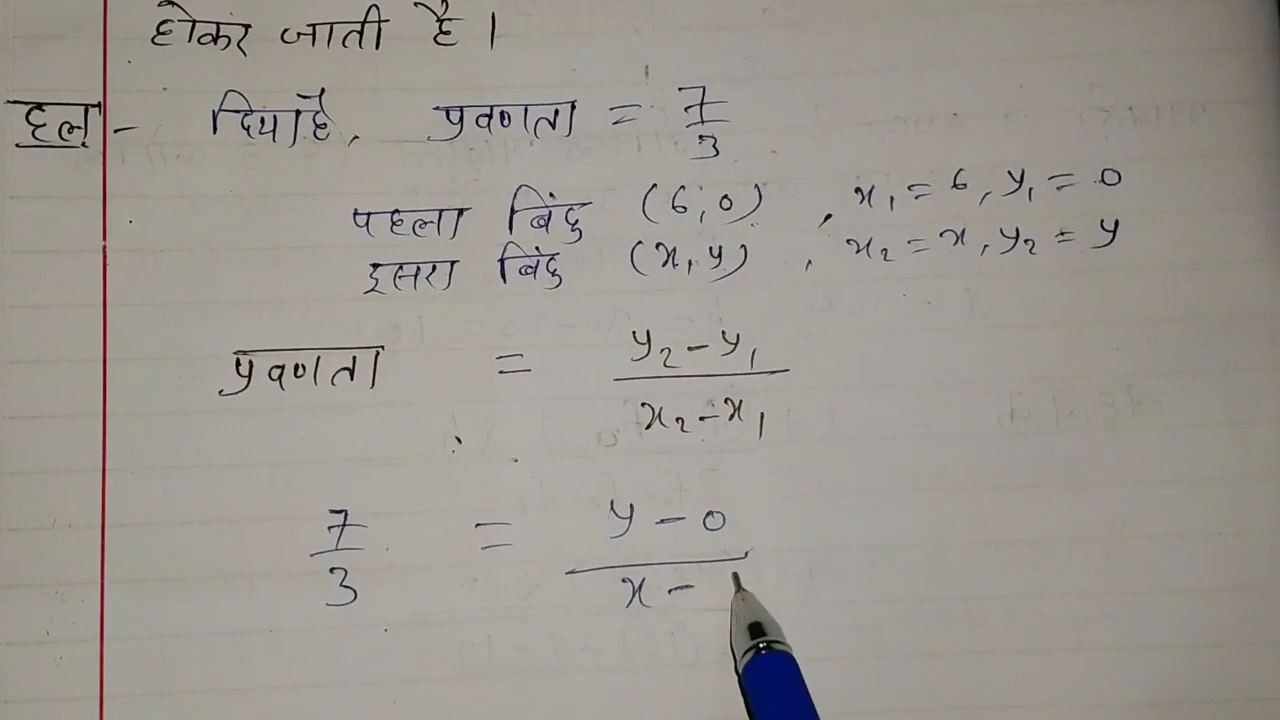 होकर जाती है ।
हल - दिया है, प्रवणता = 7/3
पहला बिंदु (6,0) , x₁ = 6, y₁ = 0
दूसरा बिंदु (x,y) , x₂ = x, y₂ = y
प्रवणता = y₂ - y₁ / x₂ - x₁
7/3 = y - 0 / x -